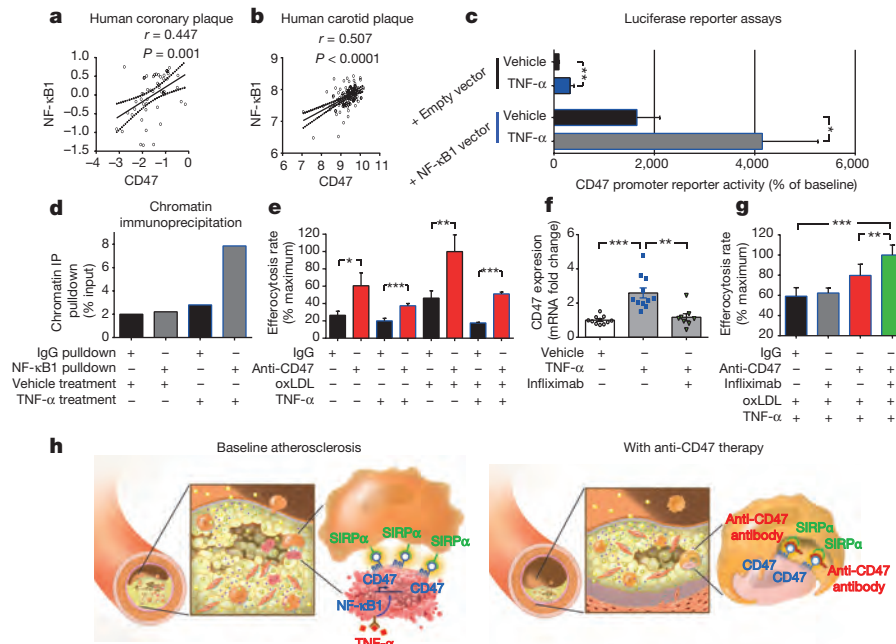 a
Human coronary plaque
r = 0.447
P = 0.001
NF-κB1
1.0
0.5
0
–0.5
–1.0
–1.5
–4 –3 –2 –1 0
CD47
b
Human carotid plaque
r = 0.507
P < 0.0001
NF-κB1
10
9
8
7
6
5
6 7 8 9 10 11
CD47
c
Luciferase reporter assays
+ Empty vector
Vehicle
TNF-α
**
+ NF-κB1 vector
Vehicle
TNF-α
*
0 2,000 4,000 6,000
CD47 promoter reporter activity (% of baseline)
d
Chromatin
immunoprecipitation
Chromatin IP
pulldown
(% input)
8
6
4
2
0
IgG pulldown + +
NF-κB1 pulldown + +
Vehicle treatment + +
TNF-α treatment + +
e
Efferocytosis rate
(% maximum)
100
80
60
40
20
0
* *** ** ***
IgG + + + +
Anti-CD47 + + + +
oxLDL + + + +
TNF-α + + + +
f
CD47 expresion
(mRNA fold change)
6
4
2
0
*** **
Vehicle +
TNF-α + +
Infliximab +
g
Efferocytosis rate
(% maximum)
120
100
80
60
40
20
0
***
**
IgG + +
Anti-CD47 + +
Infliximab + +
oxLDL + + + +
TNF-α + + + +
h
Baseline atherosclerosis
SIRPα
SIRPα
SIRPα
CD47
CD47
NF-κB1
TNF-α
With anti-CD47 therapy
Anti-CD47
antibody
SIRPα
SIRPα
CD47
CD47
Anti-CD47
antibody